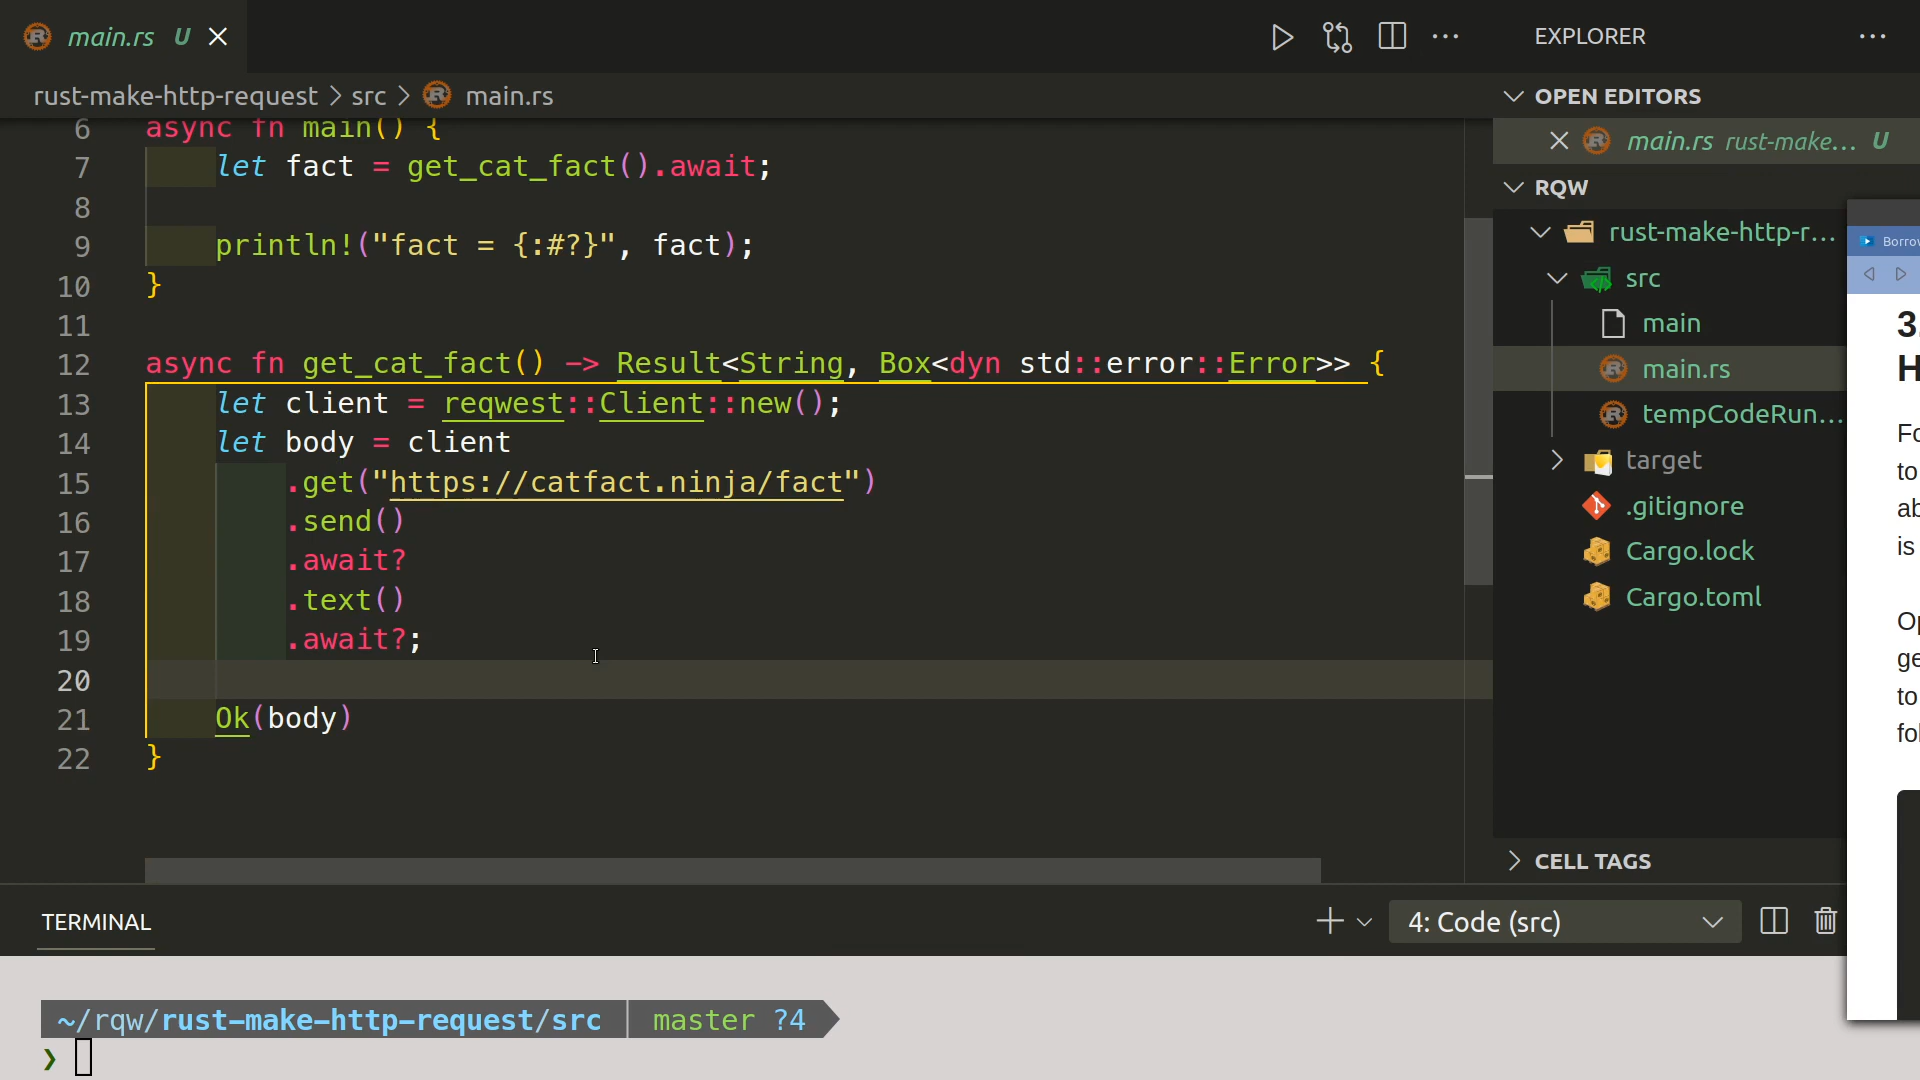 main.rs U
EXPLORER
rust-make-http-request > src > main.rs
OPEN EDITORS
main.rs rust-make... U
RQW
rust-make-http-r...
src
main
main.rs
tempCodeRun...
target
.gitignore
Cargo.lock
Cargo.toml
CELL TAGS
6 async fn main() {
7 let fact = get_cat_fact().await;
8
9 println!("fact = {:#?}", fact);
10 }
11
12 async fn get_cat_fact() -> Result<String, Box<dyn std::error::Error>> {
13 let client = reqwest::Client::new();
14 let body = client
15 .get("https://catfact.ninja/fact")
16 .send()
17 .await?
18 .text()
19 .await?;
20
21 Ok(body)
22 }
TERMINAL
4: Code (src)
~/rqw/rust-make-http-request/src master ?4
❯
3.
H
to
is
to